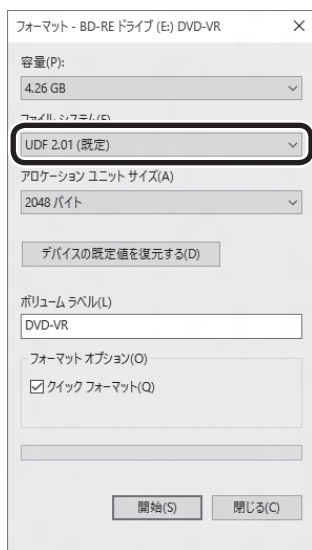 フォーマット - BD-RE ドライブ (E:) DVD-VR
容量(P):
4.26 GB
ファイル システム(F)
UDF 2.01 (既定)
アロケーション ユニット サイズ(A)
2048 バイト
デバイスの既定値を復元する(D)
ボリューム ラベル(L)
DVD-VR
フォーマット オプション(O)
クイック フォーマット(Q)
開始(S)
閉じる(C)